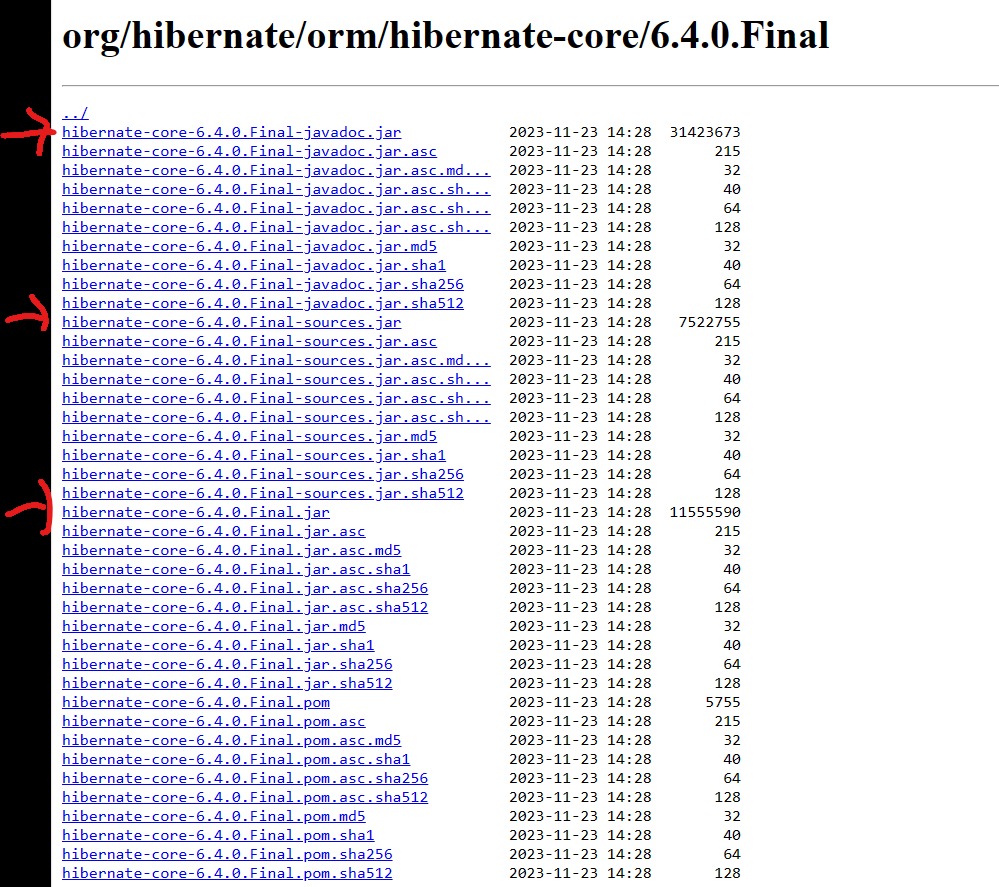 org/hibernate/orm/hibernate-core/6.4.0.Final
../
hibernate-core-6.4.0.Final-javadoc.jar 2023-11-23 14:28 31423673
hibernate-core-6.4.0.Final-javadoc.jar.asc 2023-11-23 14:28 215
hibernate-core-6.4.0.Final-javadoc.jar.asc.md... 2023-11-23 14:28 32
hibernate-core-6.4.0.Final-javadoc.jar.asc.sh... 2023-11-23 14:28 40
hibernate-core-6.4.0.Final-javadoc.jar.asc.sh... 2023-11-23 14:28 64
hibernate-core-6.4.0.Final-javadoc.jar.asc.sh... 2023-11-23 14:28 128
hibernate-core-6.4.0.Final-javadoc.jar.md5 2023-11-23 14:28 32
hibernate-core-6.4.0.Final-javadoc.jar.sha1 2023-11-23 14:28 40
hibernate-core-6.4.0.Final-javadoc.jar.sha256 2023-11-23 14:28 64
hibernate-core-6.4.0.Final-javadoc.jar.sha512 2023-11-23 14:28 128
hibernate-core-6.4.0.Final-sources.jar 2023-11-23 14:28 7522755
hibernate-core-6.4.0.Final-sources.jar.asc 2023-11-23 14:28 215
hibernate-core-6.4.0.Final-sources.jar.asc.md... 2023-11-23 14:28 32
hibernate-core-6.4.0.Final-sources.jar.asc.sh... 2023-11-23 14:28 40
hibernate-core-6.4.0.Final-sources.jar.asc.sh... 2023-11-23 14:28 64
hibernate-core-6.4.0.Final-sources.jar.asc.sh... 2023-11-23 14:28 128
hibernate-core-6.4.0.Final-sources.jar.md5 2023-11-23 14:28 32
hibernate-core-6.4.0.Final-sources.jar.sha1 2023-11-23 14:28 40
hibernate-core-6.4.0.Final-sources.jar.sha256 2023-11-23 14:28 64
hibernate-core-6.4.0.Final-sources.jar.sha512 2023-11-23 14:28 128
hibernate-core-6.4.0.Final.jar 2023-11-23 14:28 11555590
hibernate-core-6.4.0.Final.jar.asc 2023-11-23 14:28 215
hibernate-core-6.4.0.Final.jar.asc.md5 2023-11-23 14:28 32
hibernate-core-6.4.0.Final.jar.asc.sha1 2023-11-23 14:28 40
hibernate-core-6.4.0.Final.jar.asc.sha256 2023-11-23 14:28 64
hibernate-core-6.4.0.Final.jar.asc.sha512 2023-11-23 14:28 128
hibernate-core-6.4.0.Final.jar.md5 2023-11-23 14:28 32
hibernate-core-6.4.0.Final.jar.sha1 2023-11-23 14:28 40
hibernate-core-6.4.0.Final.jar.sha256 2023-11-23 14:28 64
hibernate-core-6.4.0.Final.jar.sha512 2023-11-23 14:28 128
hibernate-core-6.4.0.Final.pom 2023-11-23 14:28 5755
hibernate-core-6.4.0.Final.pom.asc 2023-11-23 14:28 215
hibernate-core-6.4.0.Final.pom.asc.md5 2023-11-23 14:28 32
hibernate-core-6.4.0.Final.pom.asc.sha1 2023-11-23 14:28 40
hibernate-core-6.4.0.Final.pom.asc.sha256 2023-11-23 14:28 64
hibernate-core-6.4.0.Final.pom.asc.sha512 2023-11-23 14:28 128
hibernate-core-6.4.0.Final.pom.md5 2023-11-23 14:28 32
hibernate-core-6.4.0.Final.pom.sha1 2023-11-23 14:28 40
hibernate-core-6.4.0.Final.pom.sha256 2023-11-23 14:28 64
hibernate-core-6.4.0.Final.pom.sha512 2023-11-23 14:28 128